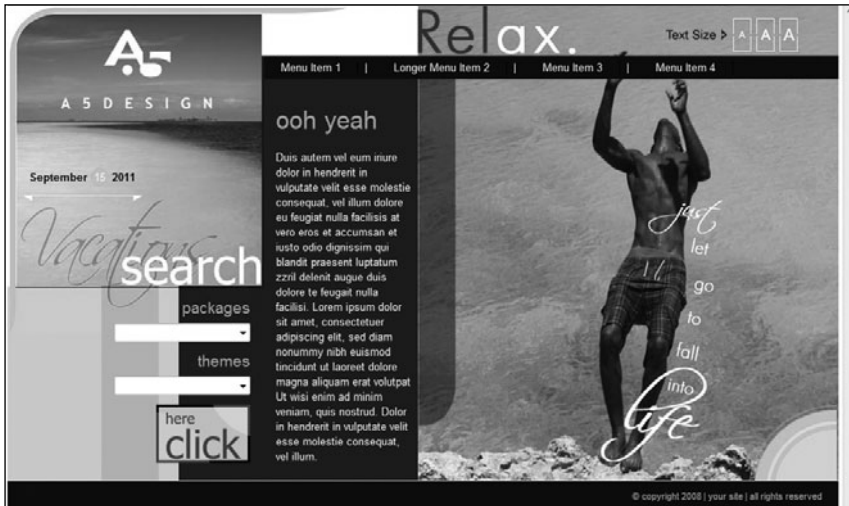 Relax.
Text Size A A A
A5
A5DESIGN
Menu Item 1 | Longer Menu Item 2 | Menu Item 3 | Menu Item 4
September 15 2011
Vacations
search
packages
themes
here
click
ooh yeah
Duis autem vel eum iriure
dolor in hendrerit in
vulputate velit esse molestie
consequat, vel illum dolore
eu feugiat nulla facilisis at
vero eros et accumsan et
iusto odio dignissim qui
blandit praesent luptatum
zzril delenit augue duis
dolore te feugait nulla
facilisi. Lorem ipsum dolor
sit amet, consectetuer
adipiscing elit, sed diam
nonummy nibh euismod
tincidunt ut laoreet dolore
magna aliquam erat volutpat
Ut wisi enim ad minim
veniam, quis nostrud. Dolor
in hendrerit in vulputate velit
esse molestie consequat,
vel illum.
just
let
go
to
fall
into
life
© copyright 2008 | your site | all rights reserved